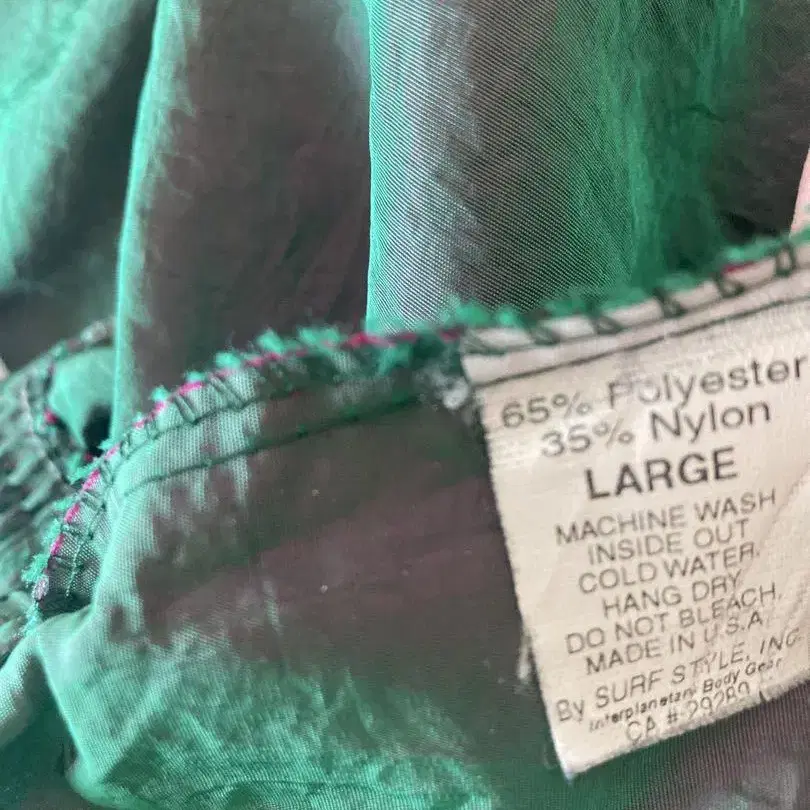 65% Polyester
35% Nylon
LARGE
MACHINE WASH
INSIDE OUT
COLD WATER.
HANG DRY
DO NOT BLEACH.
MADE IN U.S.A.
By SURF STYLE, INC
Interplanetary Body Gear
CA #